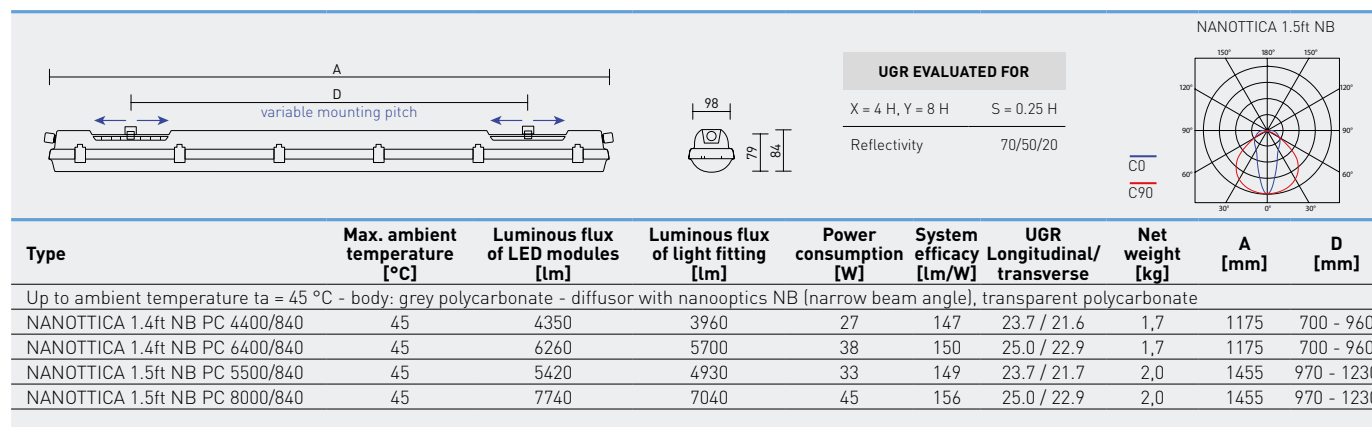 NANOTTICA 1.5ft NB
A
D
variable mounting pitch
98
79
84
UGR EVALUATED FOR
X = 4 H, Y = 8 H S = 0.25 H
Reflectivity 70/50/20
150° 180° 150°
120° 120°
90° 90°
60° 60°
30° 0° 30°
C0
C90
Type Max. ambient temperature [°C] Luminous flux of LED modules [lm] Luminous flux of light fitting [lm] Power consumption [W] System efficacy [lm/W] UGR Longitudinal/ transverse Net weight [kg] A [mm] D [mm]
Up to ambient temperature ta = 45 °C - body: grey polycarbonate - diffusor with nanooptics NB (narrow beam angle), transparent polycarbonate
NANOTTICA 1.4ft NB PC 4400/840 45 4350 3960 27 147 23.7 / 21.6 1,7 1175 700 - 960
NANOTTICA 1.4ft NB PC 6400/840 45 6260 5700 38 150 25.0 / 22.9 1,7 1175 700 - 960
NANOTTICA 1.5ft NB PC 5500/840 45 5420 4930 33 149 23.7 / 21.7 2,0 1455 970 - 1230
NANOTTICA 1.5ft NB PC 8000/840 45 7740 7040 45 156 25.0 / 22.9 2,0 1455 970 - 1230